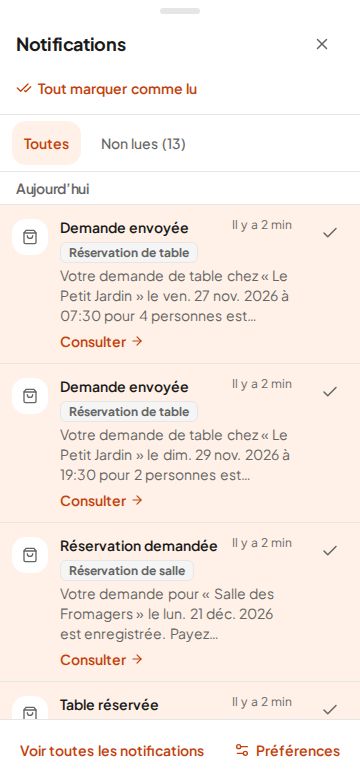 Notifications
Tout marquer comme lu
Toutes
Non lues (13)
Aujourd'hui
Demande envoyée
Il y a 2 min
Réservation de table
Votre demande de table chez « Le
Petit Jardin » le ven. 27 nov. 2026 à
07:30 pour 4 personnes est…
Consulter →
Demande envoyée
Il y a 2 min
Réservation de table
Votre demande de table chez « Le
Petit Jardin » le dim. 29 nov. 2026 à
19:30 pour 2 personnes est…
Consulter →
Réservation demandée
Il y a 2 min
Réservation de salle
Votre demande pour « Salle des
Fromagers » le lun. 21 déc. 2026
est enregistrée. Payez…
Consulter →
Table réservée
Il y a 2 min
Voir toutes les notifications
Préférences